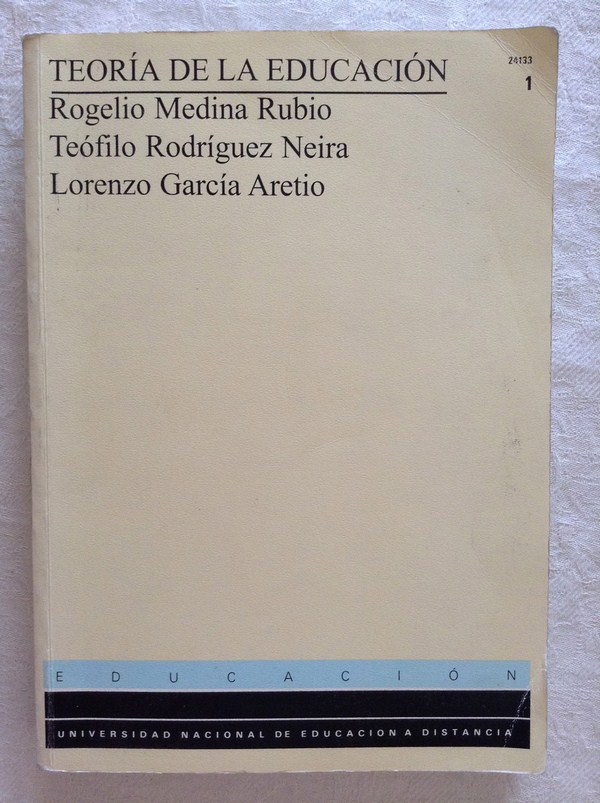 TEORÍA DE LA EDUCACIÓN
24133
1
Rogelio Medina Rubio
Teófilo Rodríguez Neira
Lorenzo García Aretio
EDUCACIÓN
UNIVERSIDAD NACIONAL DE EDUCACION A DISTANCIA